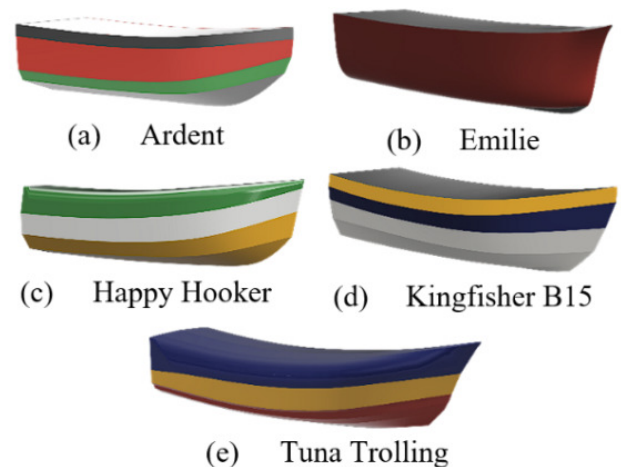 (a) Ardent
(b) Emilie
(c) Happy Hooker
(d) Kingfisher B15
(e) Tuna Trolling